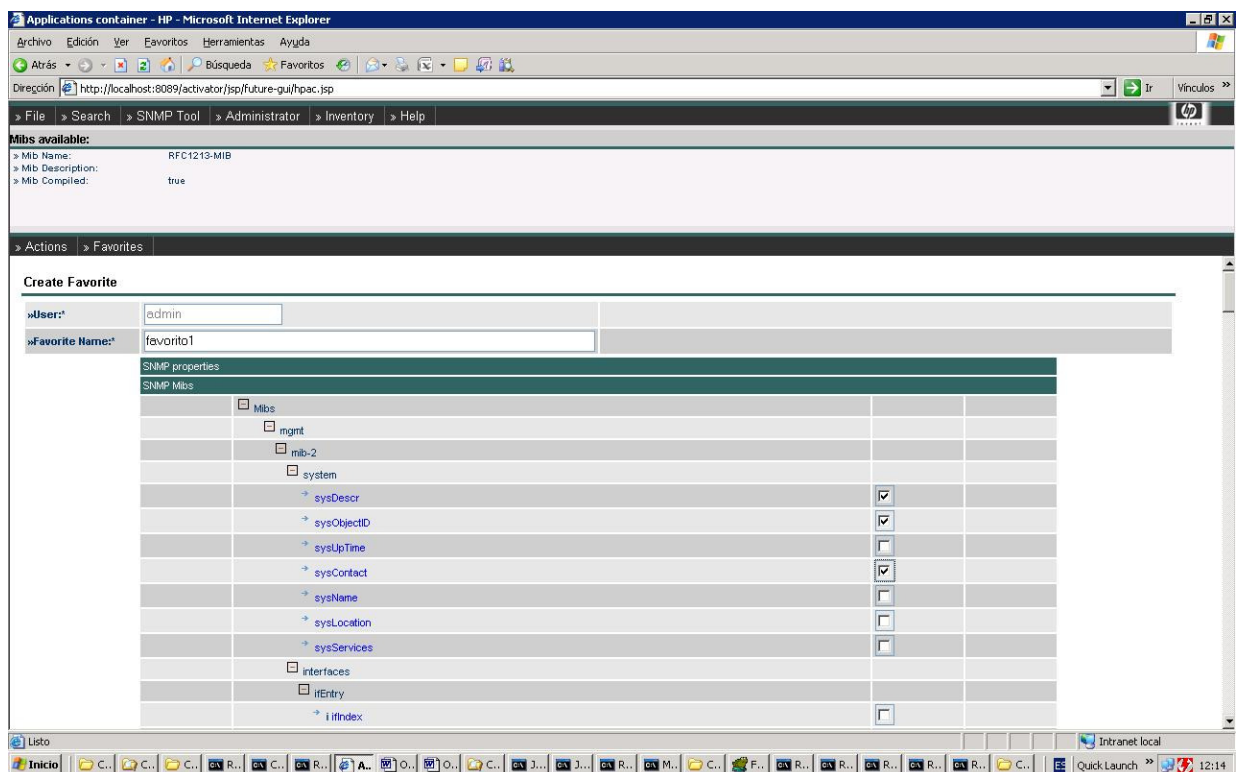 Applications container - HP - Microsoft Internet Explorer
Archivo Edición Ver Favoritos Herramientas Ayuda
Atrás Búsqueda Favoritos
Dirección http://localhost:8089/activator/jsp/future-gui/hpac.jsp Ir Vínculos »
» File » Search » SNMP Tool » Administrator » Inventory » Help hp
Mibs available:
» Mib Name: RFC1213-MIB
» Mib Description:
» Mib Compiled: true
» Actions » Favorites
Create Favorite
»User:* admin
»Favorite Name:* favorito1
SNMP properties
SNMP Mibs
Mibs
mgmt
mib-2
system
sysDescr
sysObjectID
sysUpTime
sysContact
sysName
sysLocation
sysServices
interfaces
ifEntry
i ifIndex
Listo Intranet local
Inicio C.. C.. C.. R.. C.. R.. A.. O.. O.. C.. J.. J.. R.. M.. C.. F.. R.. R.. R.. R.. R.. C.. ES Quick Launch » 12:14